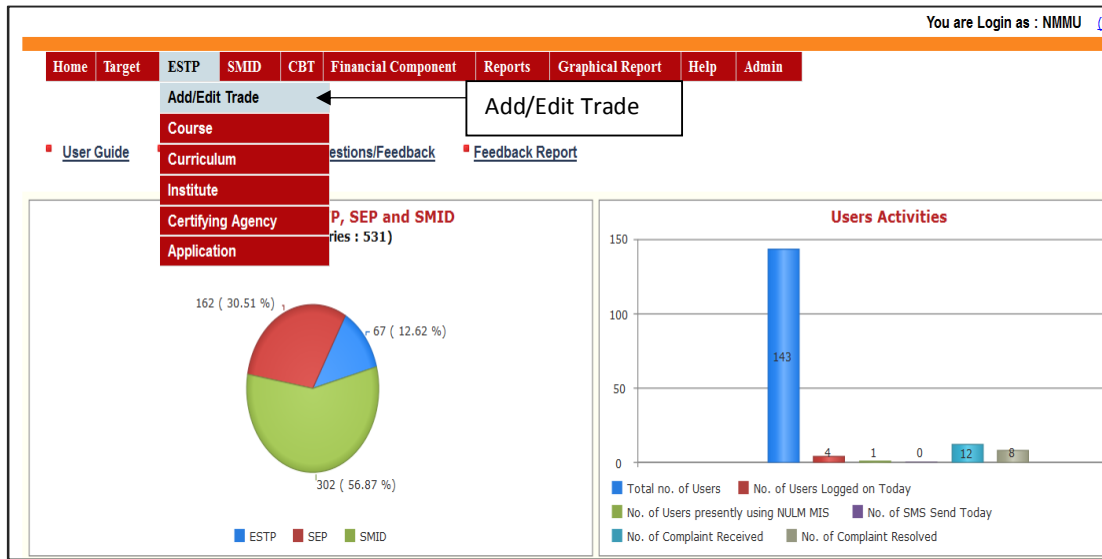 You are Login as : NMMU (
Home Target ESTP SMID CBT Financial Component Reports Graphical Report Help Admin
Add/Edit Trade
Add/Edit Trade
Course
Curriculum
Institute
Certifying Agency
Application
User Guide estions/Feedback Feedback Report
P, SEP and SMID
ries : 531)
162 ( 30.51 %)
67 ( 12.62 %)
302 ( 56.87 %)
ESTP SEP SMID
Users Activities
150
100
50
0
143
4
1
0
12
8
Total no. of Users No. of Users Logged on Today
No. of Users presently using NULM MIS No. of SMS Send Today
No. of Complaint Received No. of Complaint Resolved